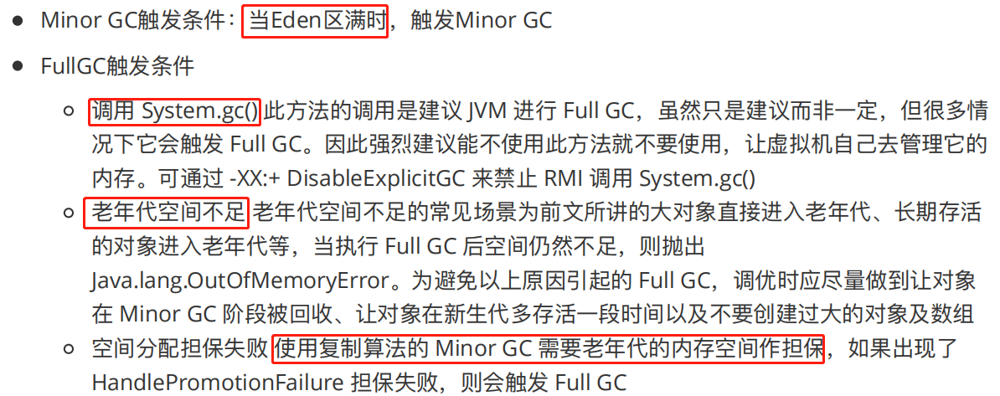 Minor GC触发条件：当Eden区满时，触发Minor GC
FullGC触发条件
调用 System.gc() 此方法的调用是建议 JVM 进行 Full GC，虽然只是建议而非一定，但很多情
况下它会触发 Full GC。因此强烈建议能不使用此方法就不要使用，让虚拟机自己去管理它的
内存。可通过 -XX:+ DisableExplicitGC 来禁止 RMI 调用 System.gc()
老年代空间不足 老年代空间不足的常见场景为前文所讲的大对象直接进入老年代、长期存活
的对象进入老年代等，当执行 Full GC 后空间仍然不足，则抛出
Java.lang.OutOfMemoryError。为避免以上原因引起的 Full GC，调优时应尽量做到让对象
在 Minor GC 阶段被回收、让对象在新生代多存活一段时间以及不要创建过大的对象及数组
空间分配担保失败 使用复制算法的 Minor GC 需要老年代的内存空间作担保，如果出现了
HandlePromotionFailure 担保失败，则会触发 Full GC